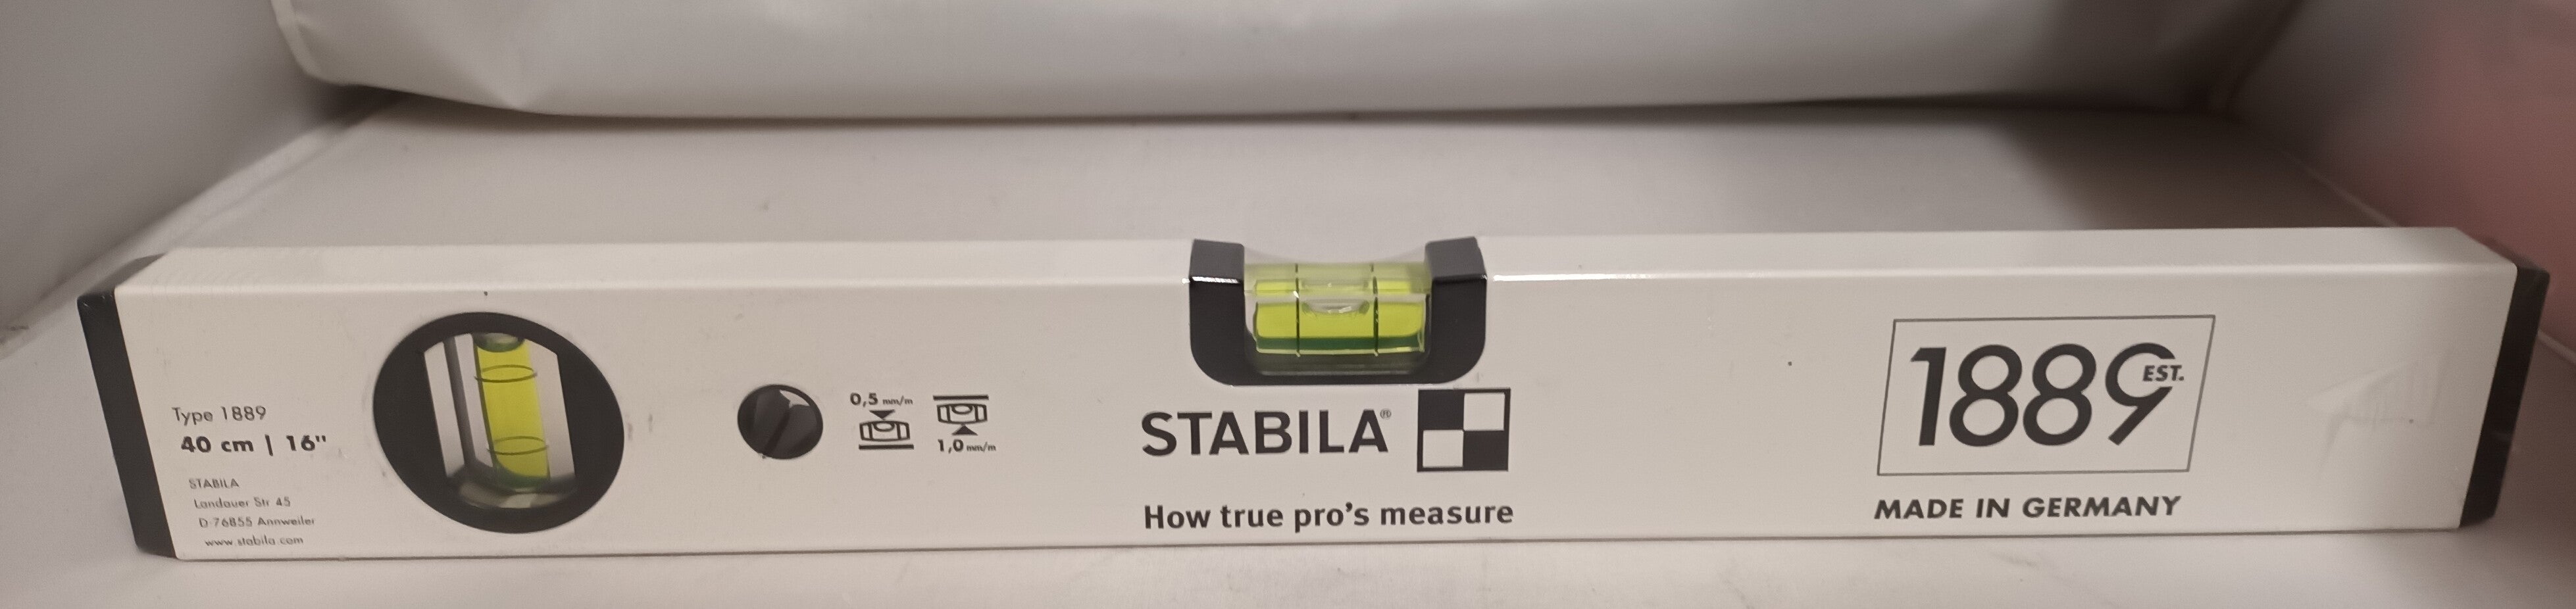 Type 1889
40 cm | 16"
STABILA
Landauer Str 45
D 76855 Annweiler
www.stabila.com
0,5 mm/m
1,0 mm/m
STABILA®
How true pro's measure
1889
EST.
MADE IN GERMANY